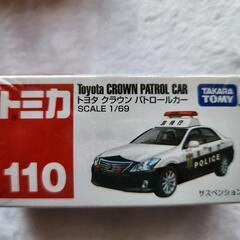 トミカ
110
Toyota CROWN PATROL CAR
トヨタ クラウン パトロールカー
SCALE 1/69
TAKARA
TOMY
POLICE
サスペンション